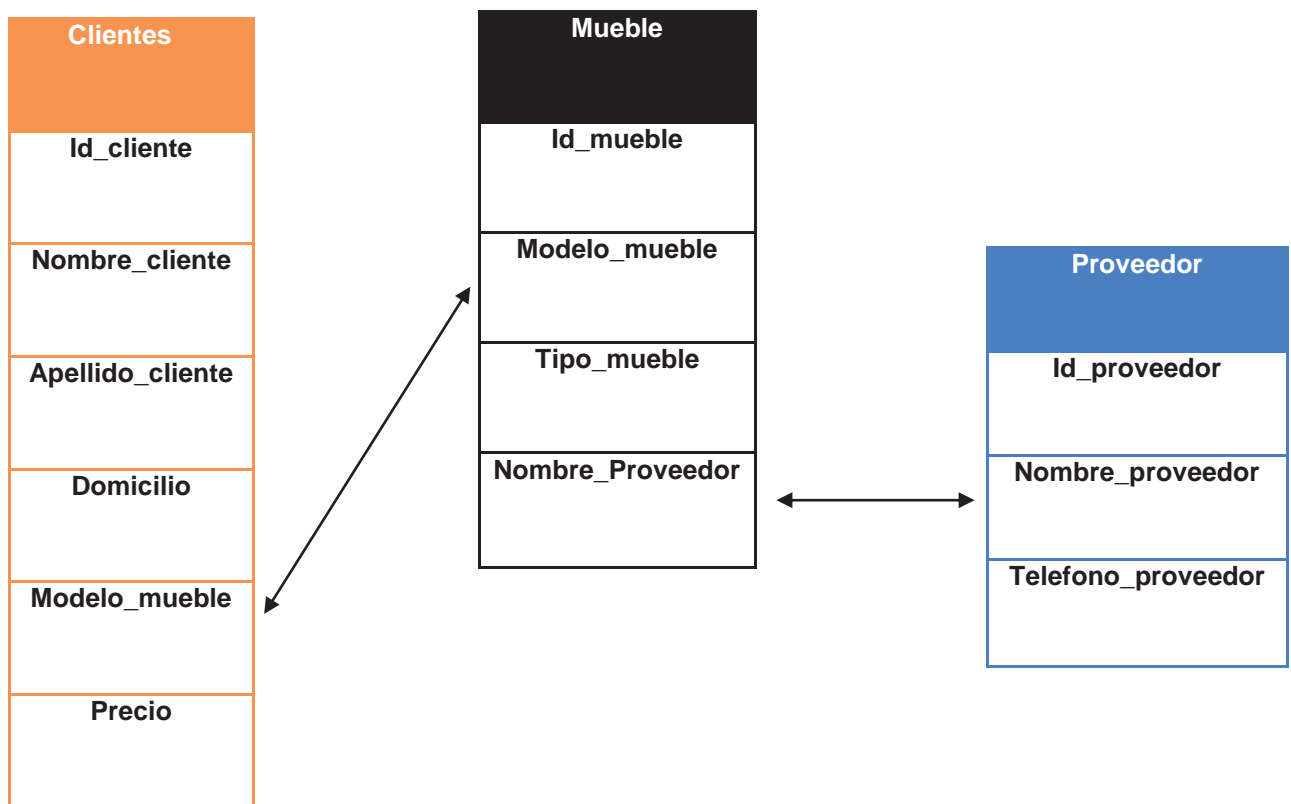 Clientes
Id_cliente
Nombre_cliente
Apellido_cliente
Domicilio
Modelo_mueble
Precio
Mueble
Id_mueble
Modelo_mueble
Tipo_mueble
Nombre_Proveedor
Proveedor
Id_proveedor
Nombre_proveedor
Telefono_proveedor